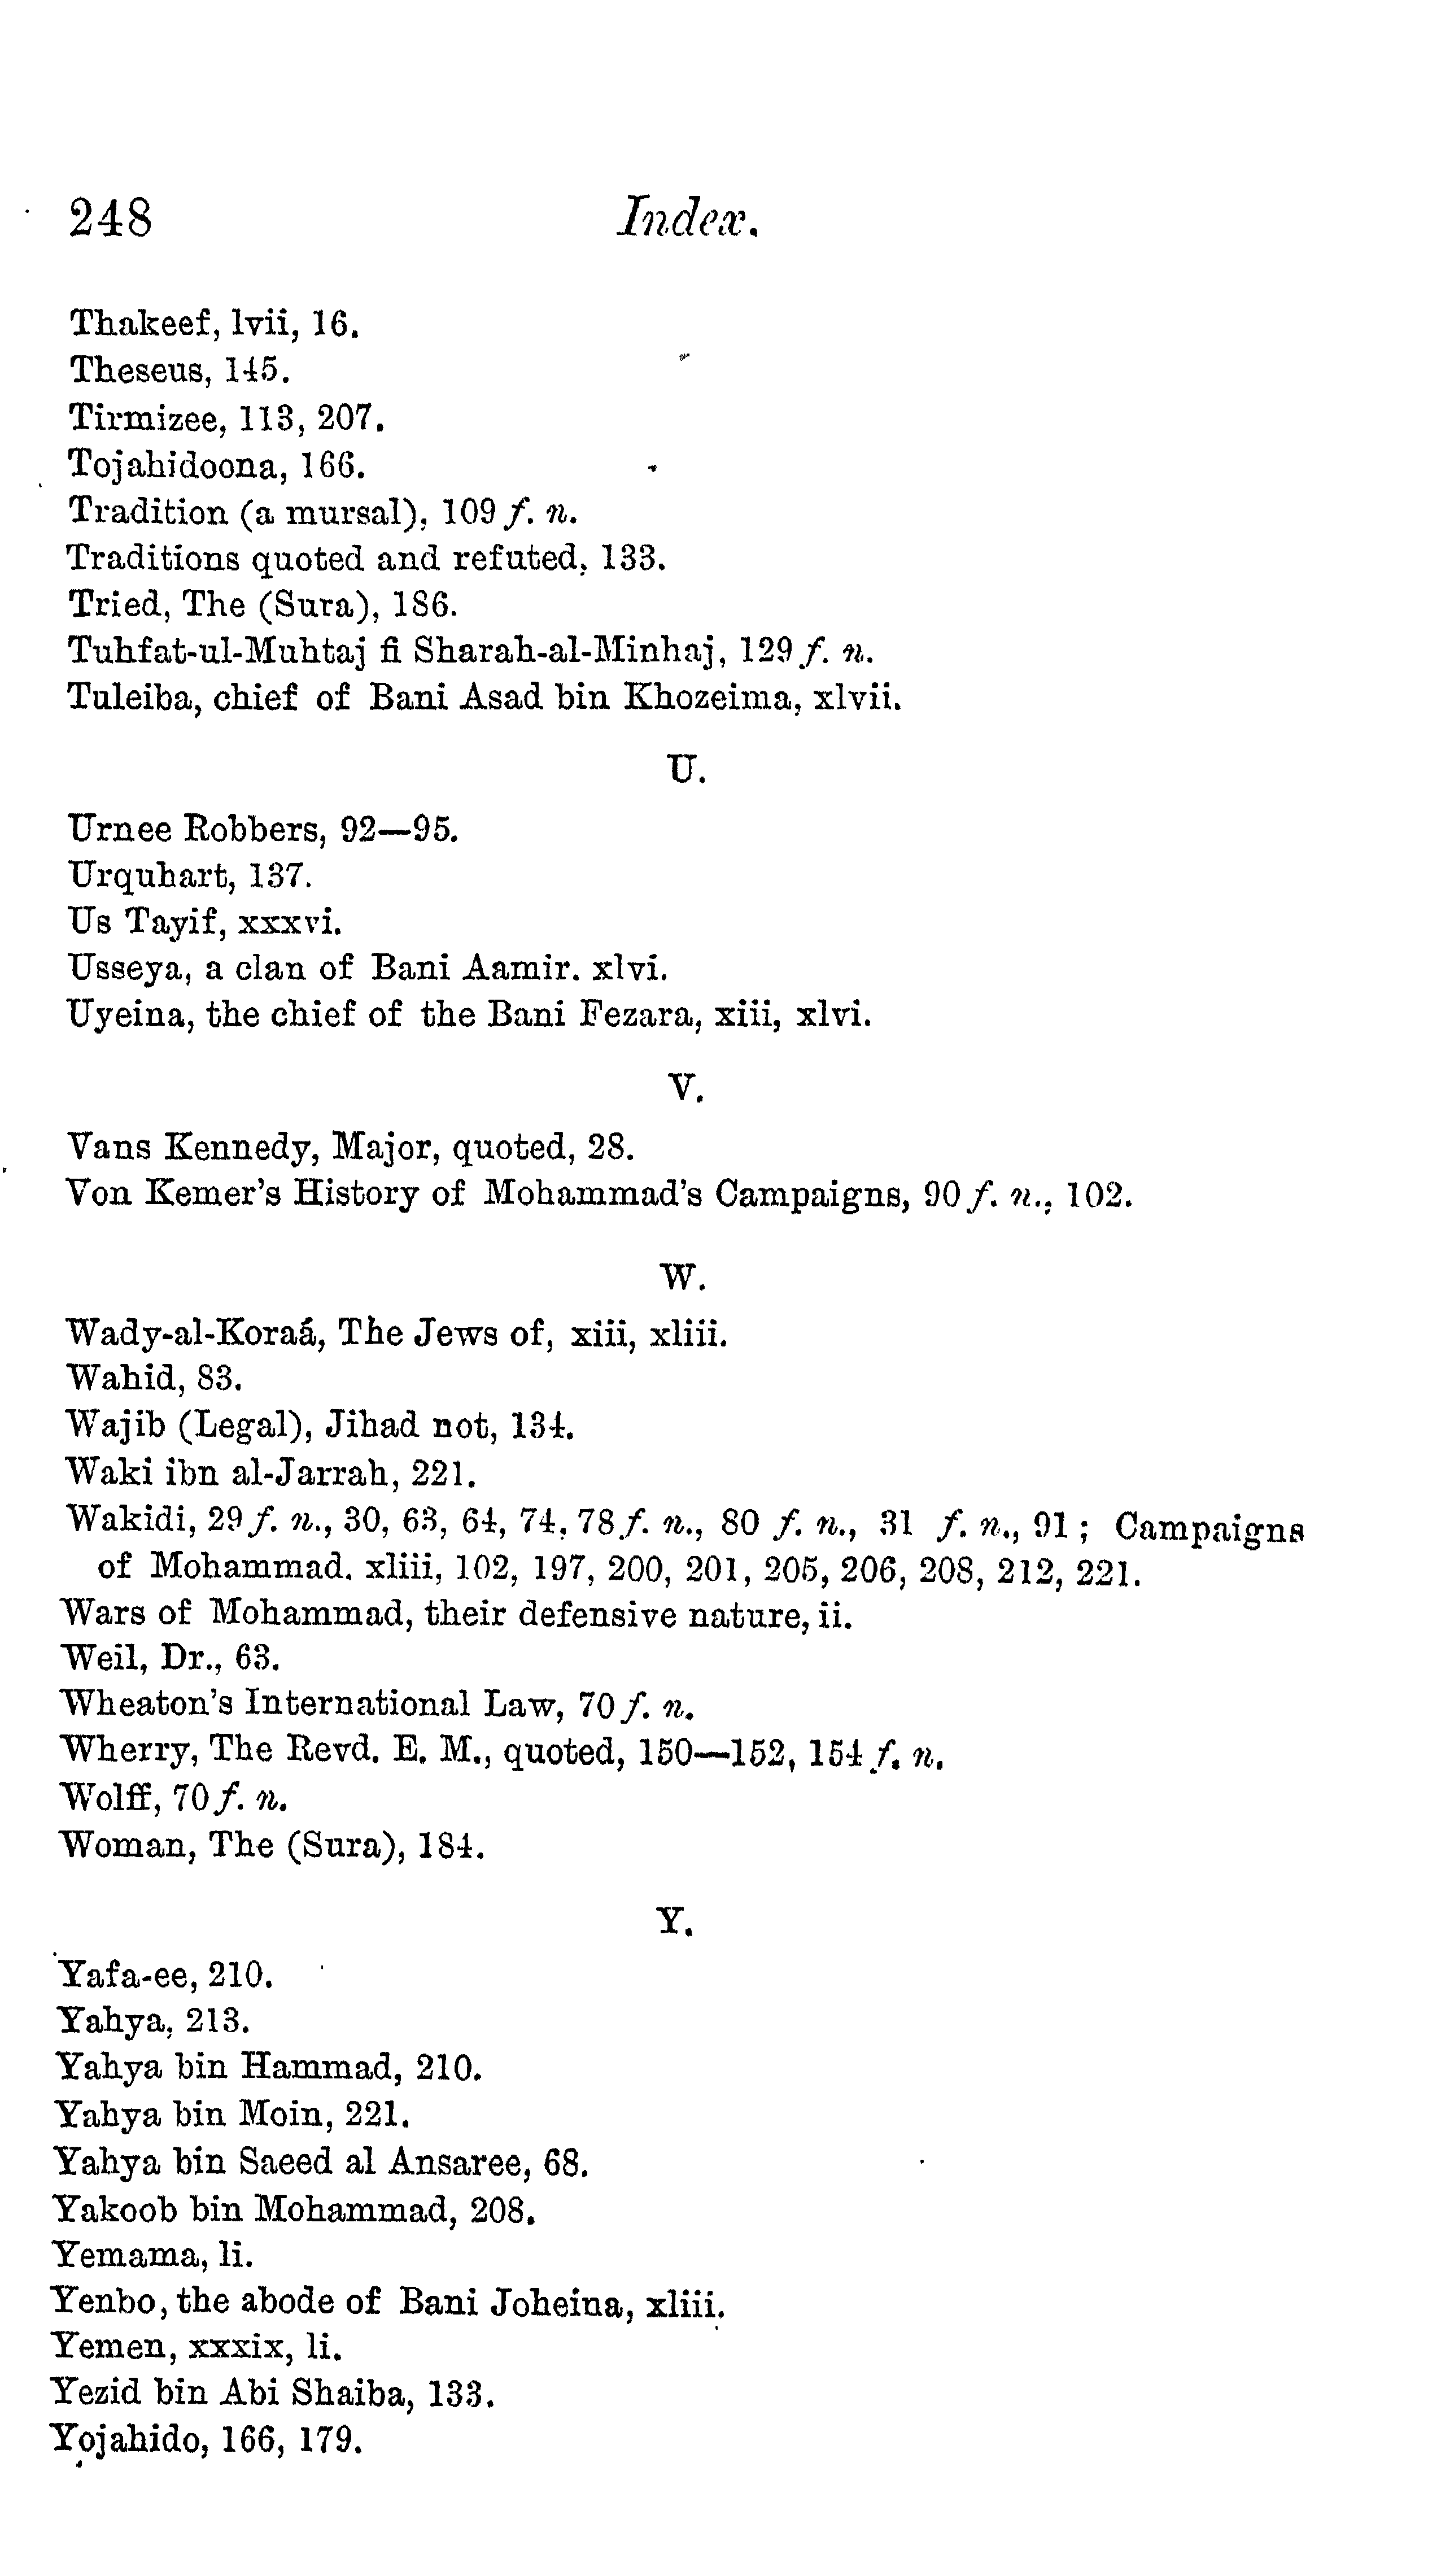 248 Index.
Thakeef, lvii, 16.
Theseus, 145.
Tirmizee, 113, 207.
Tojahidoona, 166.
Tradition (a mursal), 109 f. n.
Traditions quoted and refuted, 133.
Tried, The (Sura), 186.
Tuhfat-ul-Muhtaj fi Sharah-al-Minhaj, 129 f. n.
Tuleiba, chief of Bani Asad bin Khozeima, xlvii.
U.
Urnee Robbers, 92—95.
Urquhart, 137.
Us Tayif, xxxvi.
Usseya, a clan of Bani Aamir. xlvi.
Uyeina, the chief of the Bani Fezara, xiii, xlvi.
V.
Vans Kennedy, Major, quoted, 28.
Von Kemer's History of Mohammad's Campaigns, 90 f. n., 102.
W.
Wady-al-Koraá, The Jews of, xiii, xliii.
Wahid, 83.
Wajib (Legal), Jihad not, 134.
Waki ibn al-Jarrah, 221.
Wakidi, 29 f. n., 30, 63, 64, 74, 78 f. n., 80 f. n., 31 f. n., 91; Campaigns
of Mohammad. xliii, 102, 197, 200, 201, 205, 206, 208, 212, 221.
Wars of Mohammad, their defensive nature, ii.
Weil, Dr., 63.
Wheaton's International Law, 70 f. n.
Wherry, The Revd. E. M., quoted, 150—152, 154 f. n.
Wolff, 70 f. n.
Woman, The (Sura), 184.
Y.
Yafa-ee, 210.
Yahya, 213.
Yahya bin Hammad, 210.
Yahya bin Moin, 221.
Yahya bin Saeed al Ansaree, 68.
Yakoob bin Mohammad, 208.
Yemama, li.
Yenbo, the abode of Bani Joheina, xliii.
Yemen, xxxix, li.
Yezid bin Abi Shaiba, 133.
Yojahido, 166, 179.